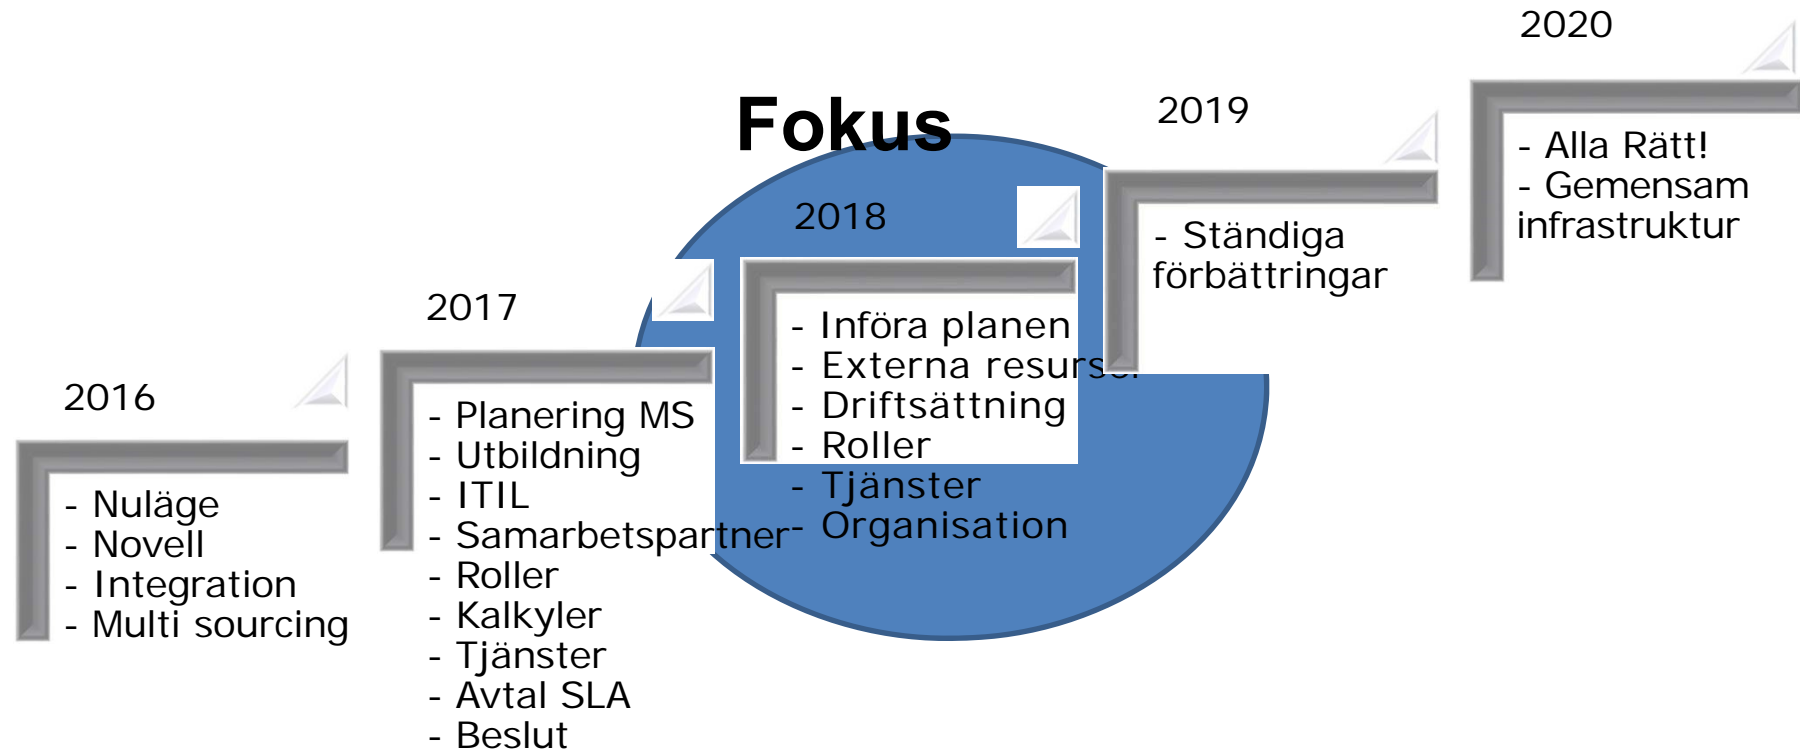 2016
- Nuläge
- Novell
- Integration
- Multi sourcing
2017
- Planering MS
- Utbildning
- ITIL
- Samarbetspartner
- Roller
- Kalkyler
- Tjänster
- Avtal SLA
- Beslut
Fokus
2018
- Införa planen
- Externa resurser
- Driftsättning
- Roller
- Tjänster
- Organisation
2019
- Ständiga
förbättringar
2020
- Alla Rätt!
- Gemensam
infrastruktur